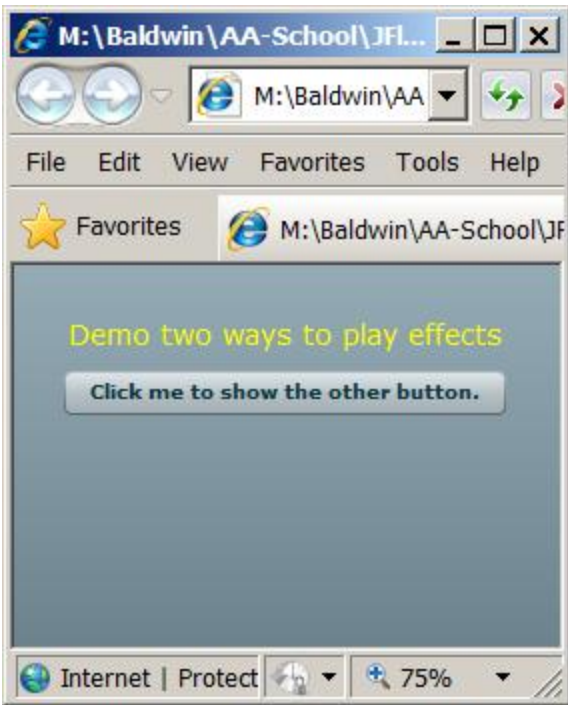 M:\Baldwin\AA-School\JFl...
M:\Baldwin\AA
File Edit View Favorites Tools Help
Favorites M:\Baldwin\AA-School\JF
Demo two ways to play effects
Click me to show the other button.
Internet | Protect 75%